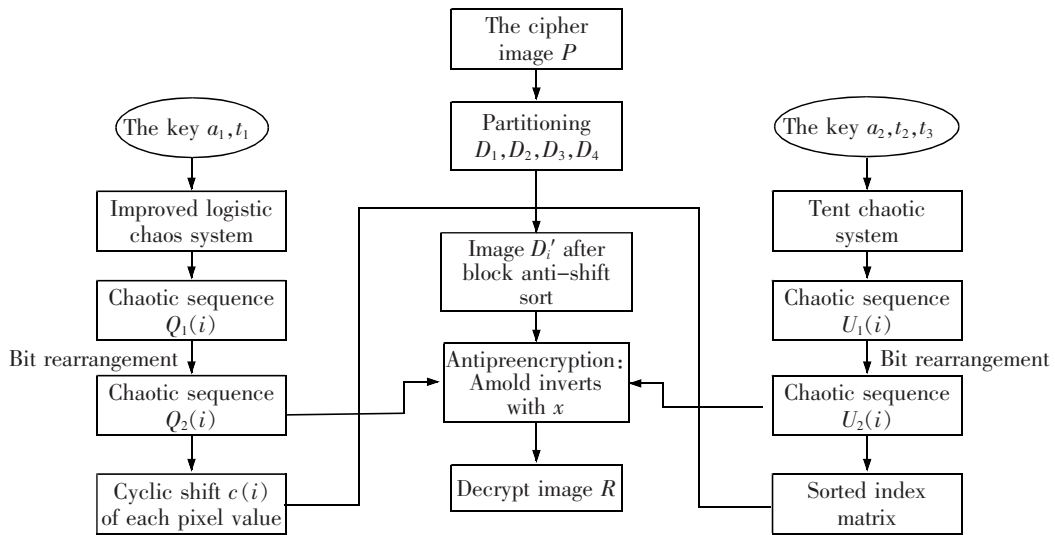 The cipher
image P
Partitioning
D₁,D₂,D₃,D₄
Image Dᵢ′ after
block anti-shift
sort
Antipreencryption:
Amold inverts
with x
Decrypt image R
The key a₁,t₁
Improved logistic
chaos system
Chaotic sequence
Q₁(i)
Bit rearrangement
Chaotic sequence
Q₂(i)
Cyclic shift c(i)
of each pixel value
The key a₂,t₂,t₃
Tent chaotic
system
Chaotic sequence
U₁(i)
Bit rearrangement
Chaotic sequence
U₂(i)
Sorted index
matrix